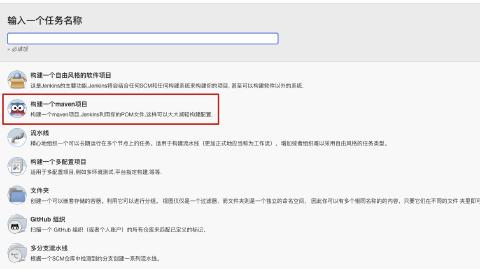 输入一个任务名称
» 必填项
构建一个自由风格的软件项目
这是Jenkins的主要功能.Jenkins将会结合任何SCM和任何构建系统来构建你的项目, 甚至可以构建软件以外的系统.
构建一个maven项目
构建一个maven项目.Jenkins利用你的POM文件,这样可以大大减轻构建配置.
流水线
精心地组织一个可以长期运行在多个节点上的任务。适用于构建流水线（更加正式地应当称为工作流），增加或者组织难以采用自由风格的任务类型。
构建一个多配置项目
适用于多配置项目,例如多环境测试,平台指定构建,等等.
文件夹
创建一个可以嵌套存储的容器。利用它可以进行分组。 视图仅仅是一个过滤器，而文件夹则是一个独立的命名空间， 因此你可以有多个相同名称的的内容，只要它们在不同的文件 夹里即可
GitHub 组织
扫描一个 GitHub 组织（或者个人账户）的所有仓库来匹配已定义的标记。
多分支流水线
根据一个SCM仓库中检测到的分支创建一系列流水线。